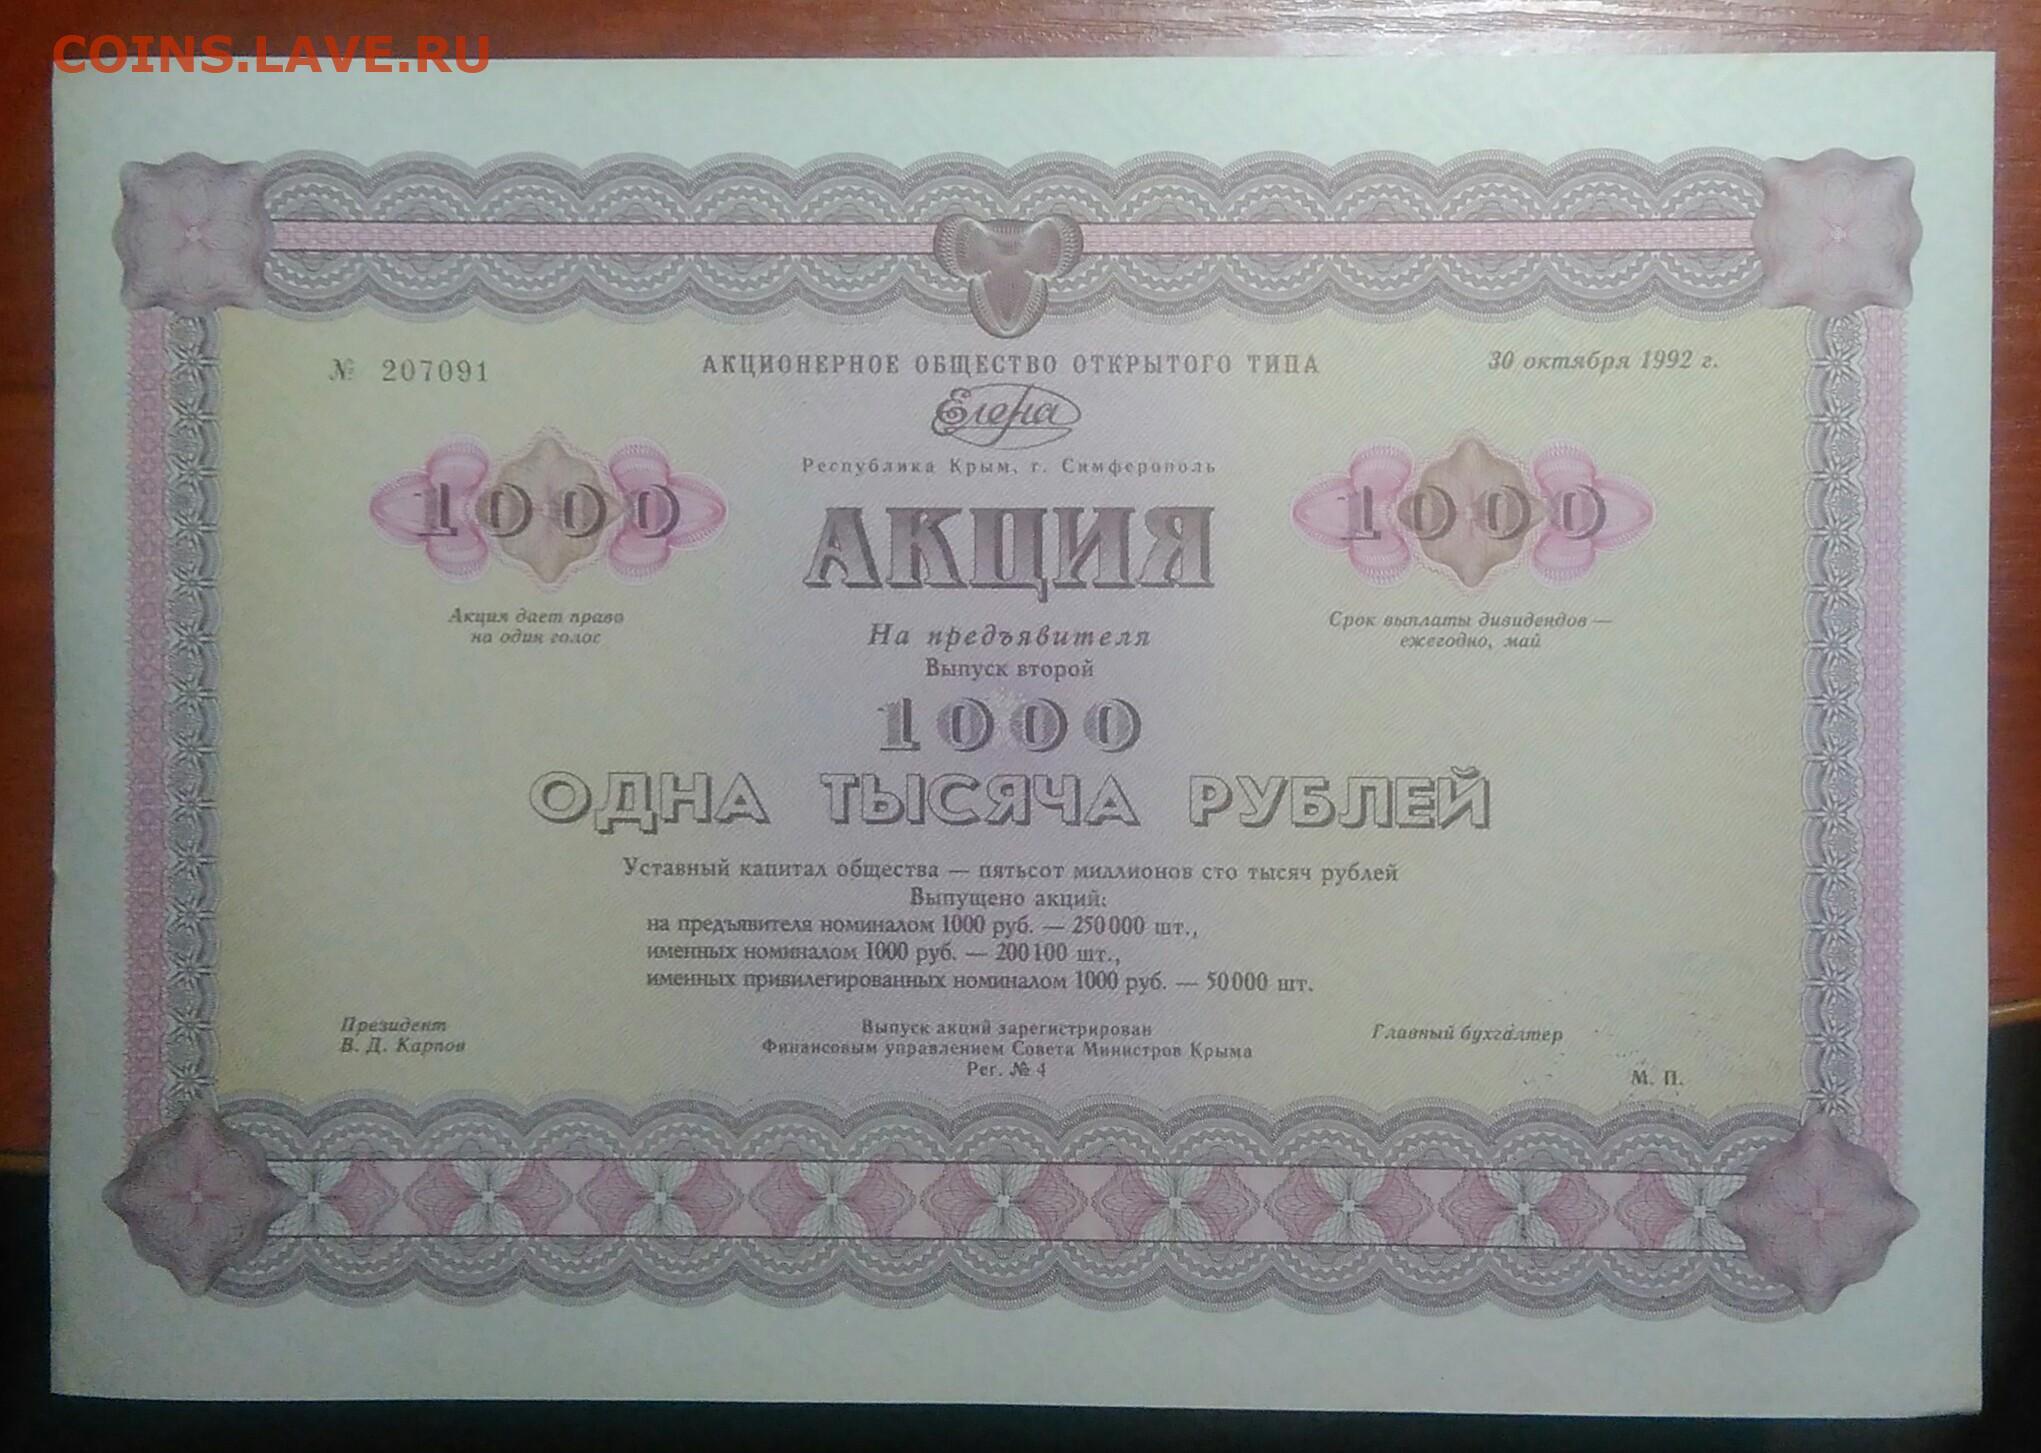 COINS.LAVE.RU
№ 207091
АКЦИОНЕРНОЕ ОБЩЕСТВО ОТКРЫТОГО ТИПА
30 октября 1992 г.
Елена
Республика Крым, г. Симферополь
1000
АКЦИЯ
1000
Акция дает право
на один голос
На предъявителя
Срок выплаты дивидендов —
ежегодно, май
Выпуск второй
1000
ОДНА ТЫСЯЧА РУБЛЕЙ
Уставный капитал общества — пятьсот миллионов сто тысяч рублей
Выпущено акций:
на предъявителя номиналом 1000 руб. — 250 000 шт.,
именных номиналом 1000 руб. — 200 100 шт.,
именных привилегированных номиналом 1000 руб. — 50 000 шт.
Президент
В. Д. Карпов
Выпуск акций зарегистрирован
Финансовым управлением Совета Министров Крыма
Рег. № 4
Главный бухгалтер
М. П.